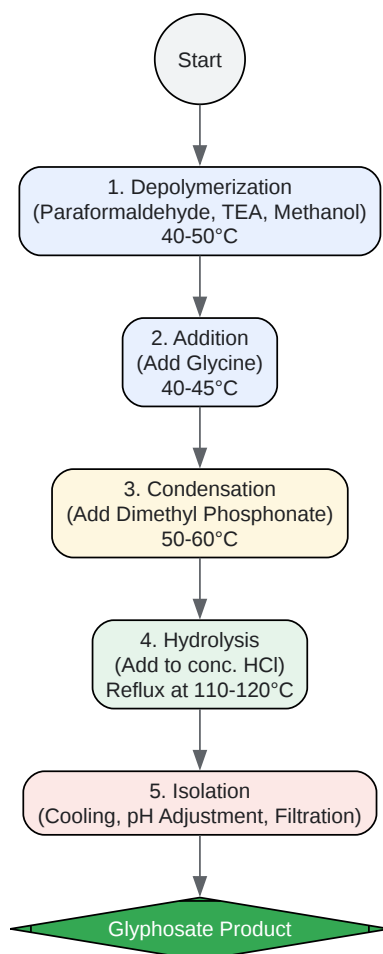 Start
1. Depolymerization
(Paraformaldehyde, TEA, Methanol)
40-50°C
2. Addition
(Add Glycine)
40-45°C
3. Condensation
(Add Dimethyl Phosphonate)
50-60°C
4. Hydrolysis
(Add to conc. HCl)
Reflux at 110-120°C
5. Isolation
(Cooling, pH Adjustment, Filtration)
Glyphosate Product